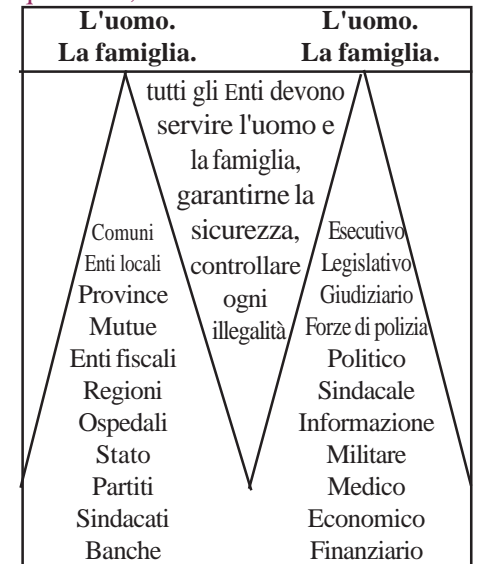 L'uomo.
La famiglia.
L'uomo.
La famiglia.
tutti gli Enti devono
servire l'uomo e
la famiglia,
garantirne la
sicurezza,
controllare
ogni
illegalità
Comuni
Enti locali
Province
Mutue
Enti fiscali
Regioni
Ospedali
Stato
Partiti
Sindacati
Banche
Esecutivo
Legislativo
Giudiziario
Forze di polizia
Politico
Sindacale
Informazione
Militare
Medico
Economico
Finanziario